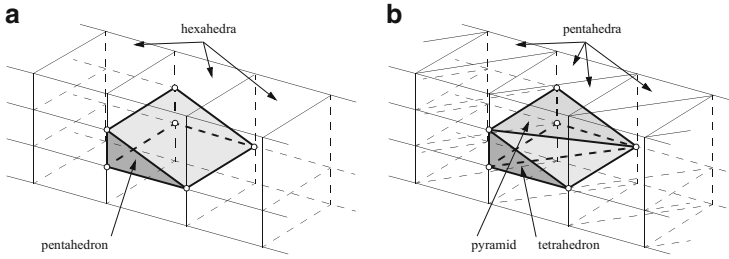 a
hexahedra
pentahedron
b
pentahedra
pyramid
tetrahedron